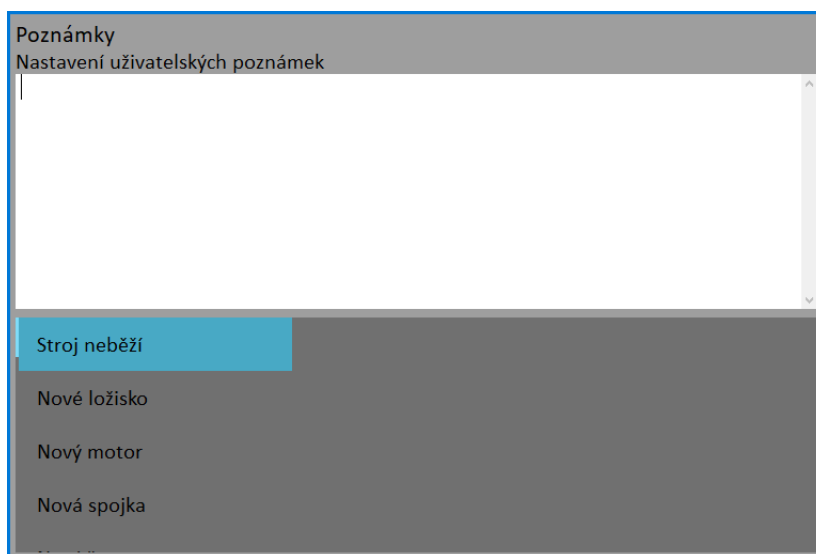 Poznámky
Nastavení uživatelských poznámek
Stroj neběží
Nové ložisko
Nový motor
Nová spojka